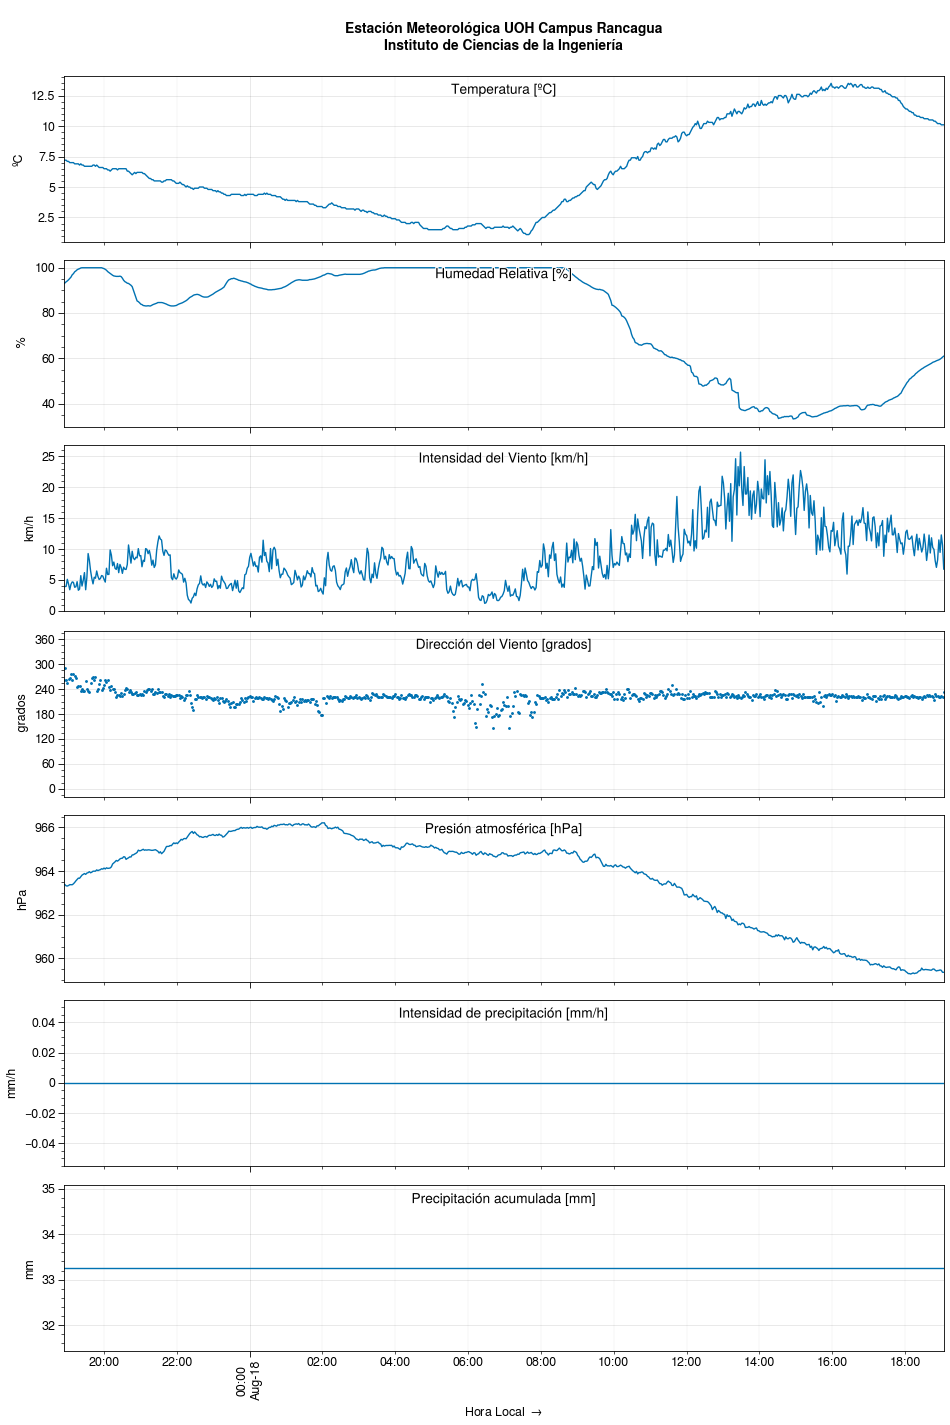 Estación Meteorológica UOH Campus Rancagua
Instituto de Ciencias de la Ingeniería
Temperatura [ºC]
12.5
10
7.5
5
2.5
ºC
Humedad Relativa [%]
100
80
60
40
%
Intensidad del Viento [km/h]
25
20
15
10
5
0
km/h
Dirección del Viento [grados]
360
300
240
180
120
60
0
grados
Presión atmosférica [hPa]
966
964
962
960
hPa
Intensidad de precipitación [mm/h]
0.04
0.02
0
−0.02
−0.04
mm/h
Precipitación acumulada [mm]
35
34
33
32
mm
20:00 22:00 00:00 02:00 04:00 06:00 08:00 10:00 12:00 14:00 16:00 18:00
Aug-18
Hora Local →